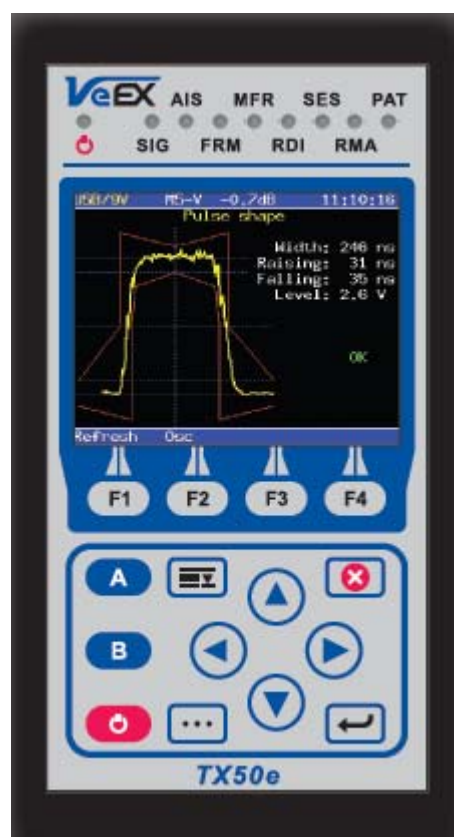 VeEX AIS MFR SES PAT
SIG FRM RDI RMA
USB/9V M5-V -0,7dB 11:10:16
Pulse shape
Width: 246 ns
Raising: 31 ns
Falling: 35 ns
Level: 2.6 V
OK
Refresh Osc
F1 F2 F3 F4
A
B
TX50e